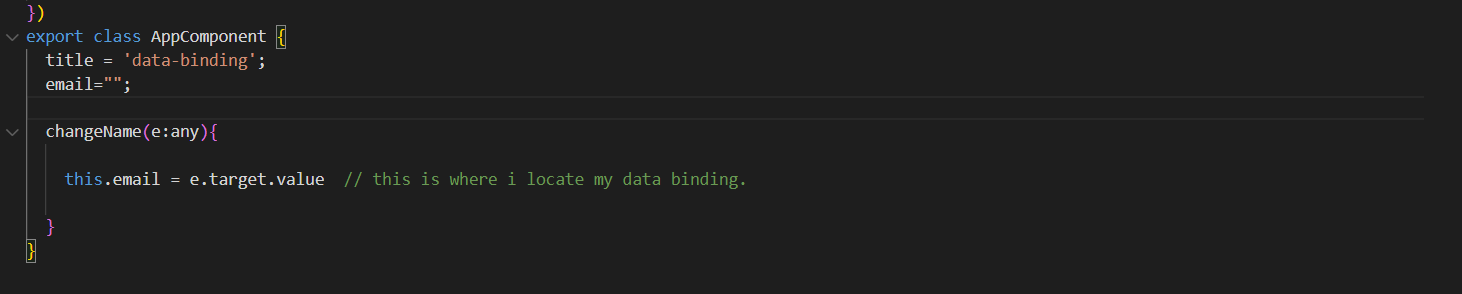 })
export class AppComponent {
title = 'data-binding';
email="";
changeName(e:any){
this.email = e.target.value // this is where i locate my data binding.
}
}